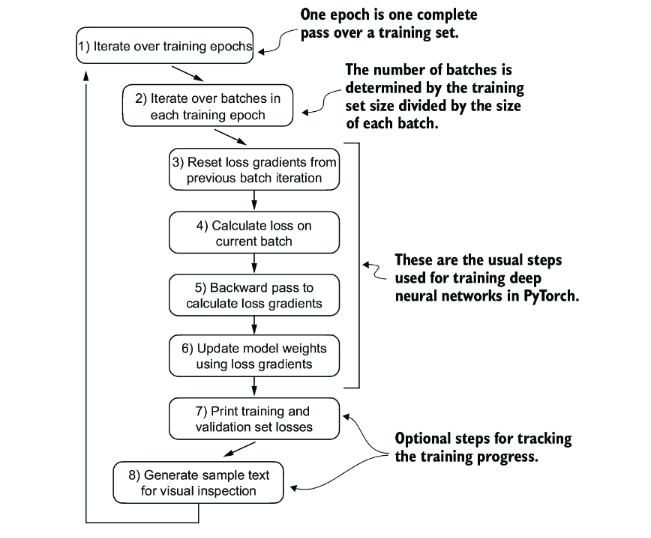 One epoch is one complete
pass over a training set.
1) Iterate over training epochs
The number of batches is
determined by the training
set size divided by the size
of each batch.
2) Iterate over batches in
each training epoch
3) Reset loss gradients from
previous batch iteration
4) Calculate loss on
current batch
These are the usual steps
used for training deep
neural networks in PyTorch.
5) Backward pass to
calculate loss gradients
6) Update model weights
using loss gradients
7) Print training and
validation set losses
Optional steps for tracking
the training progress.
8) Generate sample text
for visual inspection